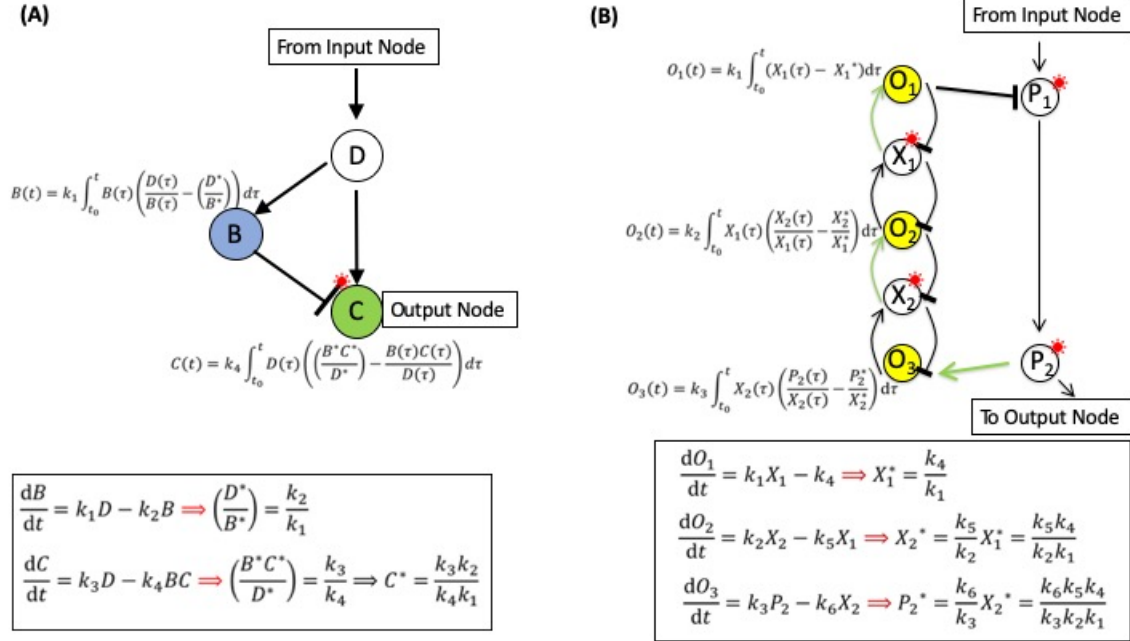 (A)
From Input Node
D
B(t) = k₁ ∫ₜ₀ᵗ B(τ) (D(τ)/B(τ) − (D*/B*)) dτ
B
C
Output Node
C(t) = k₄ ∫ₜ₀ᵗ D(τ) ((B*C*/D*) − B(τ)C(τ)/D(τ)) dτ
dB/dt = k₁D − k₂B ⟹ (D*/B*) = k₂/k₁
dC/dt = k₃D − k₄BC ⟹ (B*C*/D*) = k₃/k₄ ⟹ C* = k₃k₂/k₄k₁
(B)
From Input Node
O₁(t) = k₁ ∫ₜ₀ᵗ (X₁(τ) − X₁*)dτ
O₁
P₁
X₁
O₂(t) = k₂ ∫ₜ₀ᵗ X₁(τ) (X₂(τ)/X₁(τ) − X₂*/X₁*) dτ
O₂
X₂
O₃(t) = k₃ ∫ₜ₀ᵗ X₂(τ) (P₂(τ)/X₂(τ) − P₂*/X₂*) dτ
O₃
P₂
To Output Node
dO₁/dt = k₁X₁ − k₄ ⟹ X₁* = k₄/k₁
dO₂/dt = k₂X₂ − k₅X₁ ⟹ X₂* = k₅/k₂ X₁* = k₅k₄/k₂k₁
dO₃/dt = k₃P₂ − k₆X₂ ⟹ P₂* = k₆/k₃ X₂* = k₆k₅k₄/k₃k₂k₁